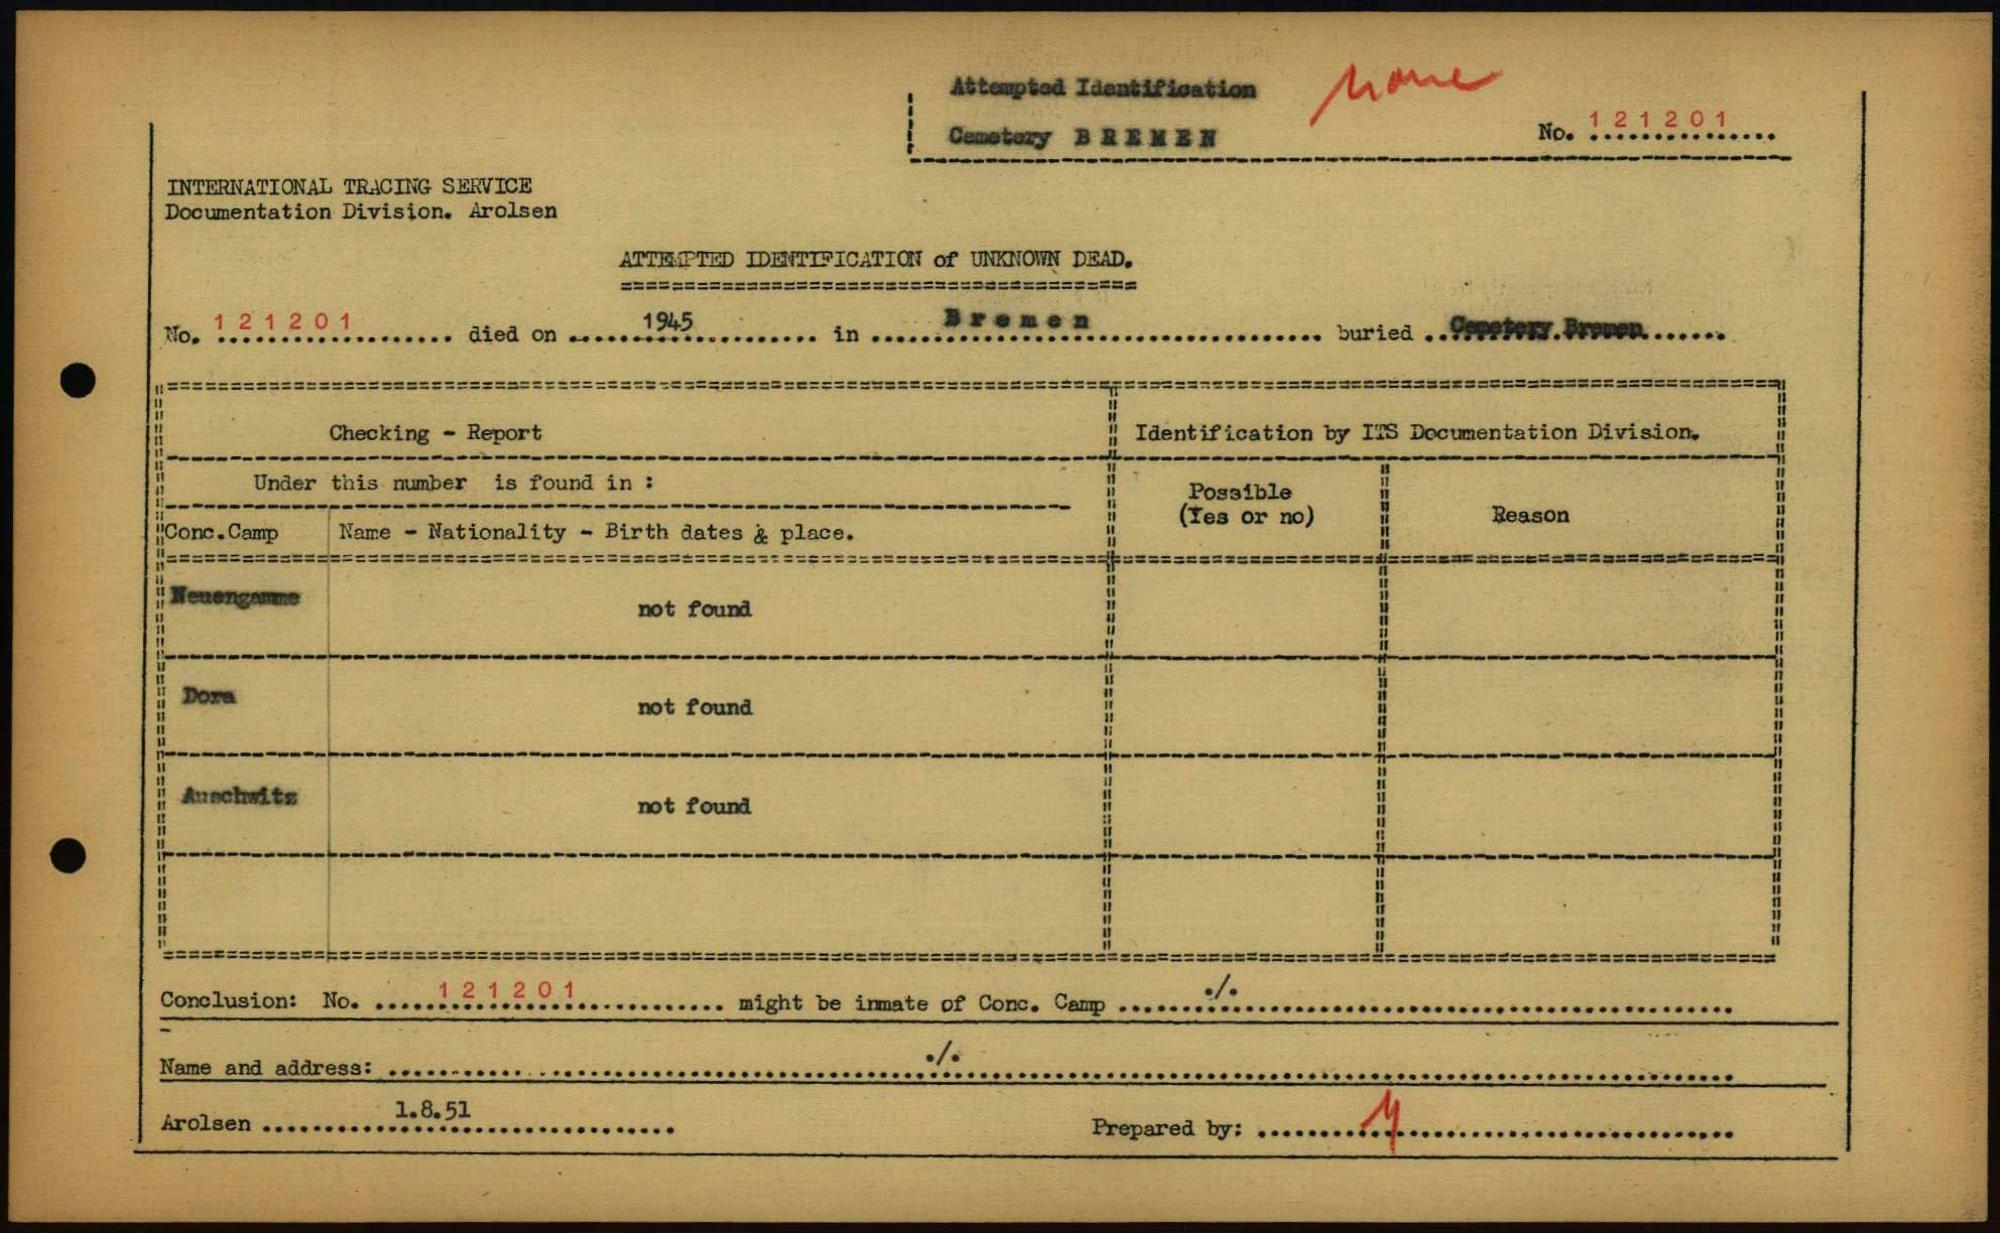 Attempted Identification none
Cemetery BREMEN No. 121201
INTERNATIONAL TRACING SERVICE
Documentation Division. Arolsen
ATTEMPTED IDENTIFICATION of UNKNOWN DEAD.
No. 121201 died on 1945 in Bremen buried Cemetery Bremen
Checking - Report Identification by ITS Documentation Division.
Under this number is found in :
Possible
(Yes or no) Reason
Conc.Camp Name - Nationality - Birth dates & place.
Neuengamme not found
Dora not found
Auschwitz not found
Conclusion: No. 121201 might be inmate of Conc. Camp ./.
Name and address: ./.
Arolsen 1.8.51 Prepared by: